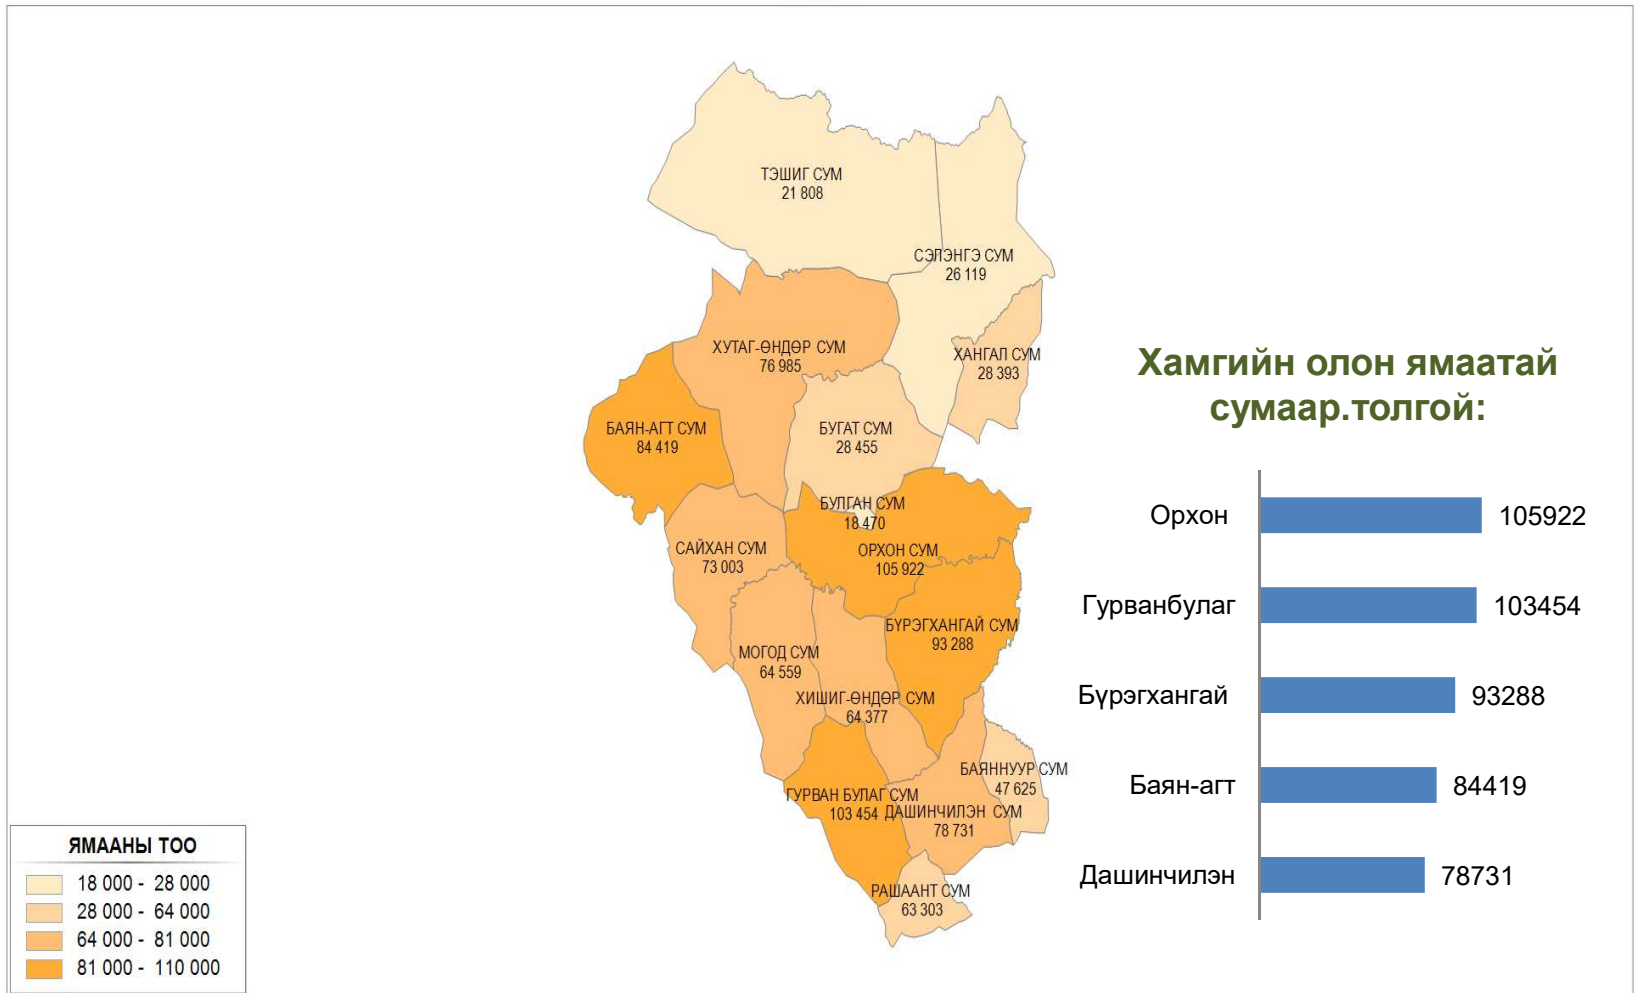 ТЭШИГ СУМ
21 808
СЭЛЭНГЭ СУМ
26 119
ХУТАГ-ӨНДӨР СУМ
76 985
ХАНГАЛ СУМ
28 393
БАЯН-АГТ СУМ
84 419
БУГАТ СУМ
28 455
БУЛГАН СУМ
18 470
ОРХОН СУМ
105 922
САЙХАН СУМ
73 003
БҮРЭГХАНГАЙ СУМ
93 288
МОГОД СУМ
64 559
ХИШИГ-ӨНДӨР СУМ
64 377
БАЯННУУР СУМ
47 625
ГУРВАН БУЛАГ СУМ
103 454
ДАШИНЧИЛЭН СУМ
78 731
РАШААНТ СУМ
63 303
Хамгийн олон ямаатай
сумаар.толгой:
Орхон 105922
Гурванбулаг 103454
Бүрэгхангай 93288
Баян-агт 84419
Дашинчилэн 78731
ЯМААНЫ ТОО
18 000 - 28 000
28 000 - 64 000
64 000 - 81 000
81 000 - 110 000